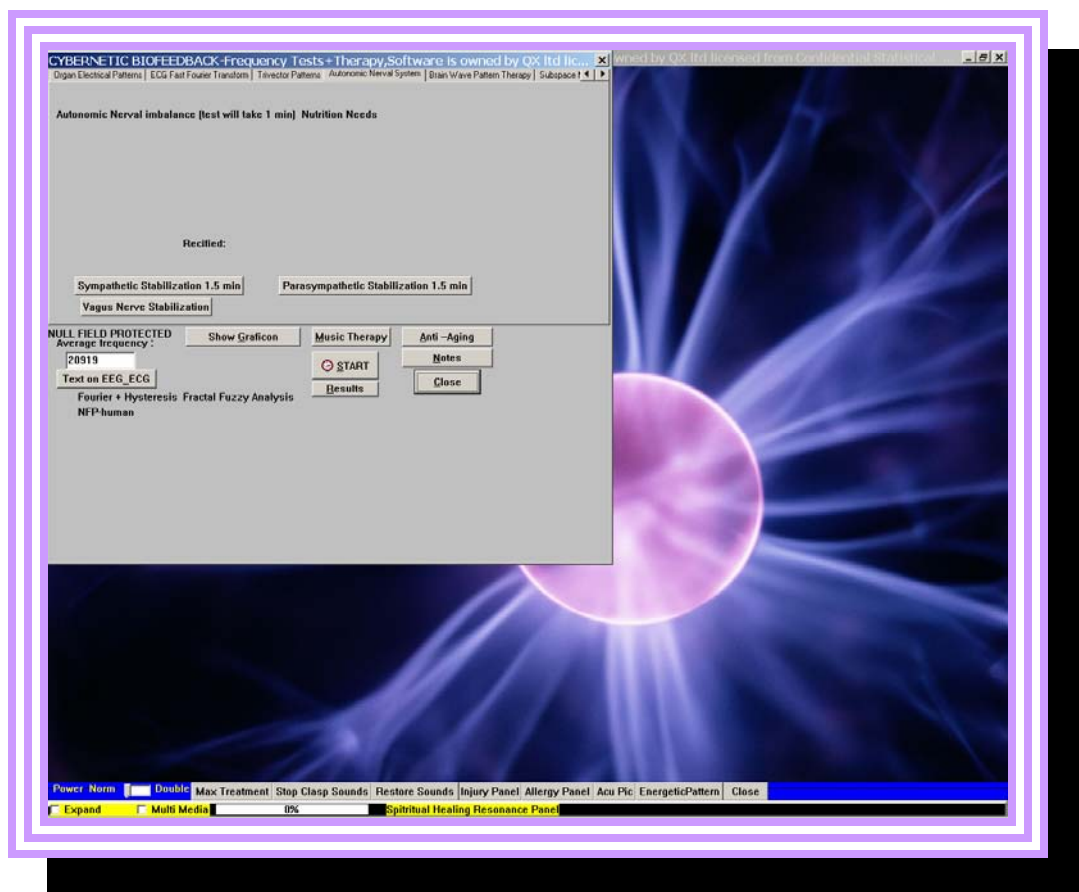 CYBERNETIC BIOFEEDBACK-Frequency Tests+Therapy,Software is owned by QX ltd lic...
owned by QX ltd licensed from Confidential Statistical
Organ Electrical Patterns | ECG Fast Fourier Transform | Trivector Patterns | Autonomic Nerval System | Brain Wave Pattern Therapy | Subspace
Autonomic Nerval imbalance (test will take 1 min) Nutrition Needs
Recified:
Sympathetic Stabilization 1.5 min Parasympathetic Stabilization 1.5 min
Vagus Nerve Stabilization
NULL FIELD PROTECTED Show Graficon Music Therapy Anti -Aging
Average frequency :
20919 START Notes
Text on EEG_ECG Results Close
Fourier + Hysteresis Fractal Fuzzy Analysis
NFP-human
Power Norm Double Max Treatment Stop Clasp Sounds Restore Sounds Injury Panel Allergy Panel Acu Pic EnergeticPattern Close
Expand Multi Media 0% Spitritual Healing Resonance Panel